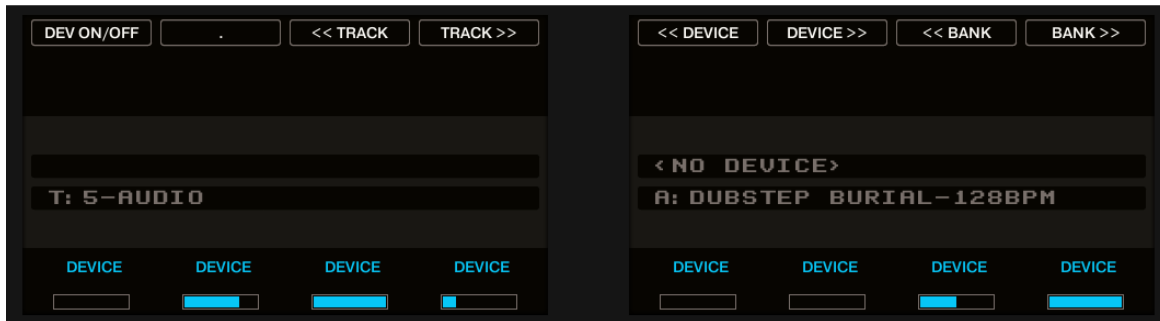 DEV ON/OFF . << TRACK TRACK >>
T: 5-AUDIO
DEVICE DEVICE DEVICE DEVICE
<< DEVICE DEVICE >> << BANK BANK >>
<NO DEVICE>
A: DUBSTEP BURIAL-128BPM
DEVICE DEVICE DEVICE DEVICE